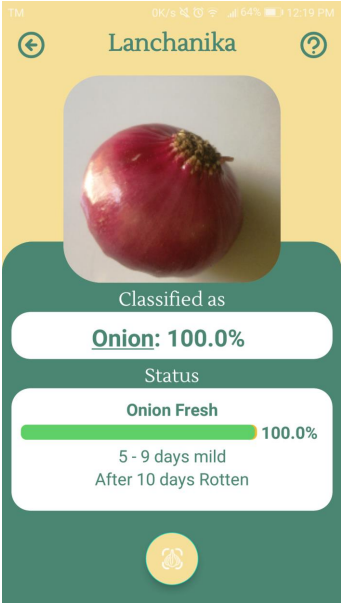 TM 0K/s 64% 12:19 PM
Lanchanika
Classified as
Onion: 100.0%
Status
Onion Fresh
100.0%
5 - 9 days mild
After 10 days Rotten